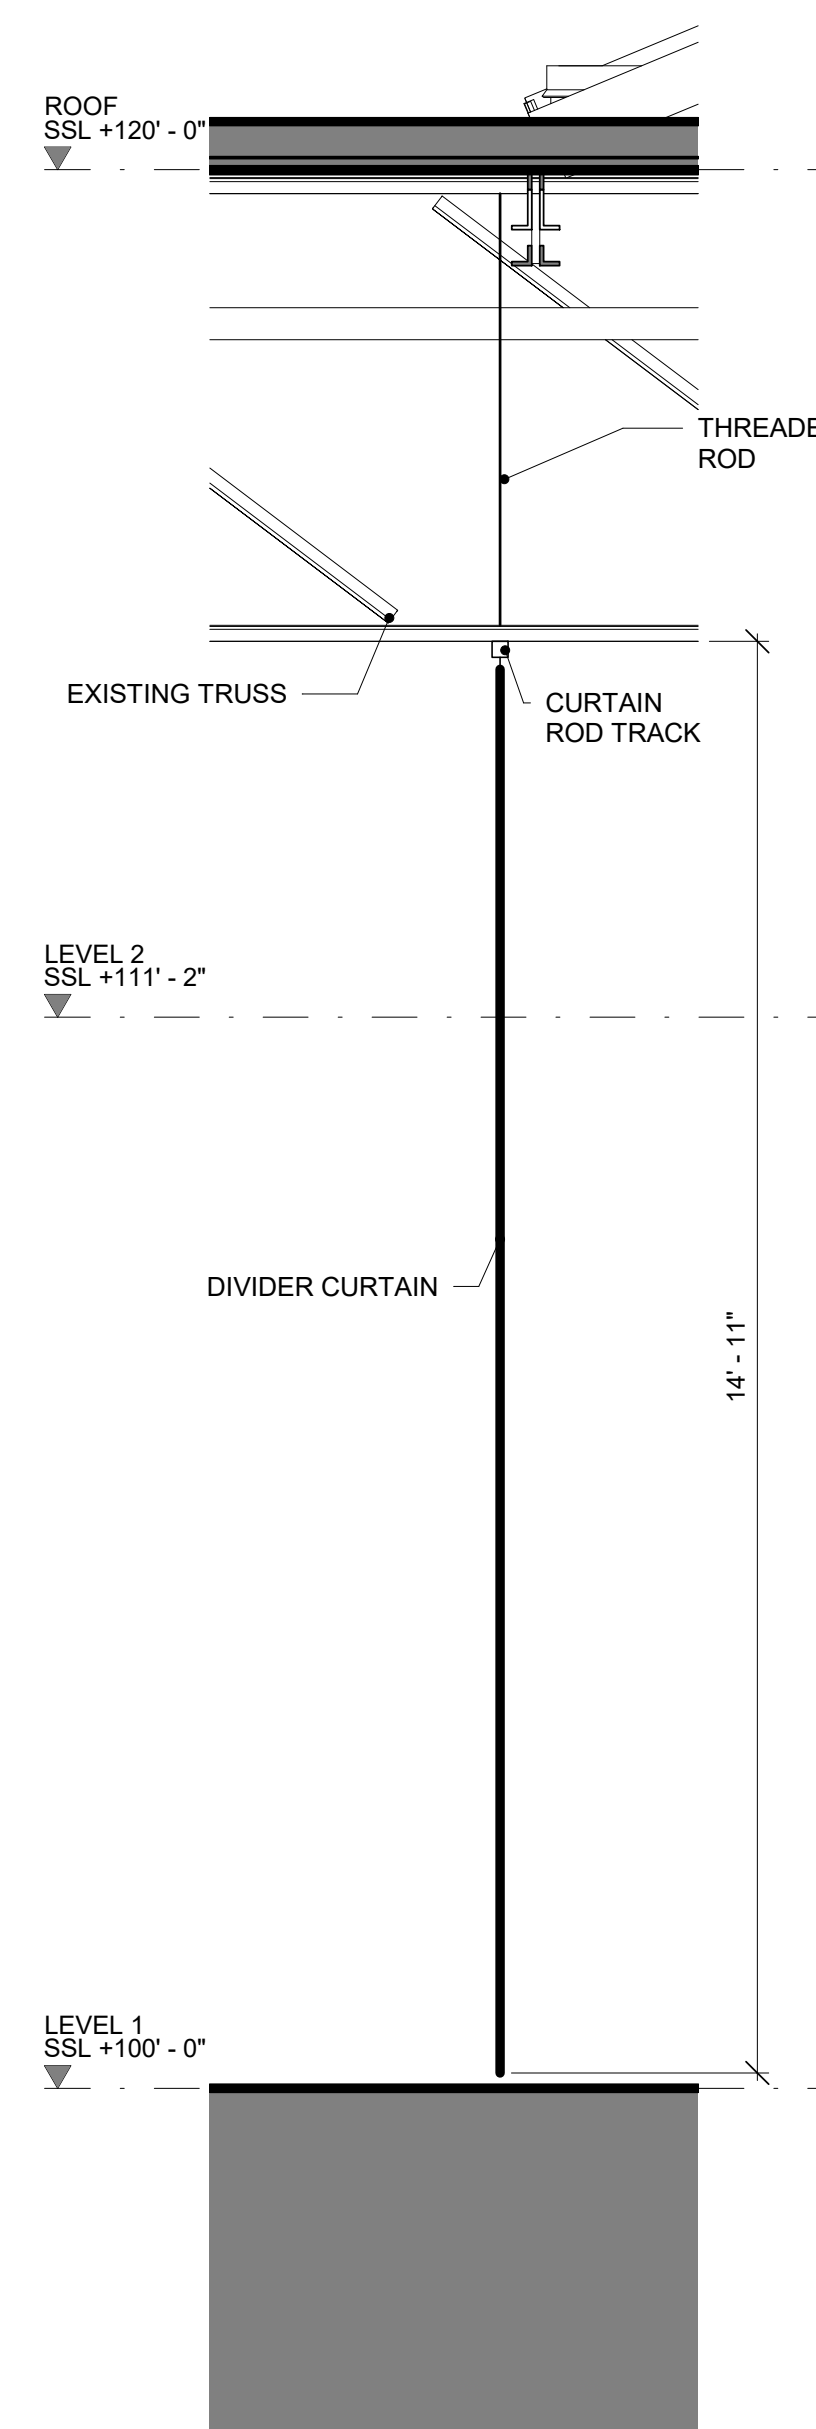 ROOF
SSL +120' - 0"
THREADE
ROD
EXISTING TRUSS
CURTAIN
ROD TRACK
LEVEL 2
SSL +111' - 2"
DIVIDER CURTAIN
14' - 11"
LEVEL 1
SSL +100' - 0"